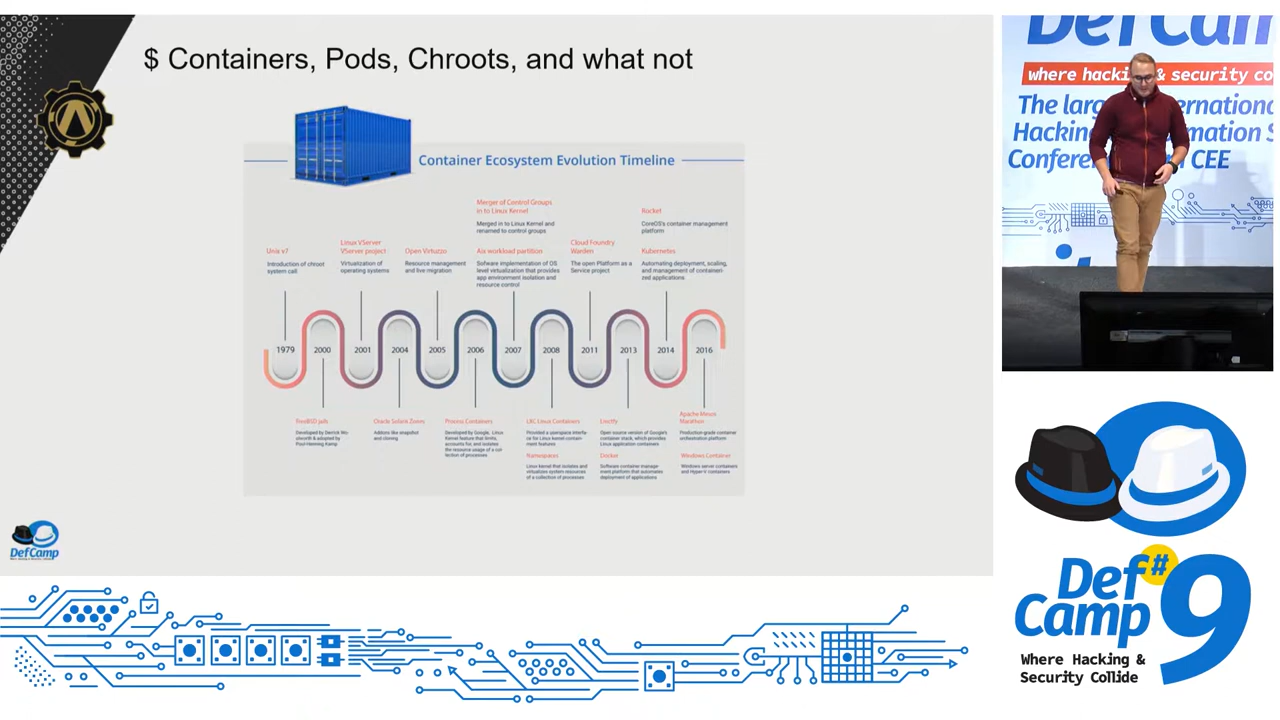 $ Containers, Pods, Chroots, and what not
Container Ecosystem Evolution Timeline
Merger of Control Groups
in to Linux Kernel
Merged in to Linux Kernel and
renamed to control groups
Rocket
CoreOS's container management
platform
Unix v7
Introduction of chroot
system call
Linux VServer
VServer project
Virtualization of
operating systems
Open Virtuzzo
Resource management
and live migration
Aix workload partition
Sofware implementation of OS
level virtualization that provides
app environment isolation and
resource control
Cloud Foundry
Warden
The open Platform as a
Service project
Kubernetes
Automating deployment, scaling,
and management of containeri-
zed applications
1979 2000 2001 2004 2005 2006 2007 2008 2011 2013 2014 2016
FreeBSD jails
Developed by Derrick Wo
olworth & adopted by
Poul-Henning Kamp
Oracle Solaris Zones
Addons like snapshot
and cloning
Process Containers
Developed by Google, Linux
Kernel feature that limits,
accounts for, and isolates
the resource usage of a col
lection of processes
LXC Linux Containers
Provided a userspace interfa-
ce for Linux kernel contain-
ment features
Namespaces
Linux kernel that isolates and
virtualizes system resources
of a collection of processes
Lmctfy
Open source version of Google's
container stack, which provides
Linux application containers
Docker
Software container manage-
ment platform that automates
deployment of applications
Apache Mesos
Marathon
Production-grade container
orchestration platform
Windows Container
Windows server containers
and Hyper-V containers
DefCamp
DefCam
where hacki & security co
The larg ernationa
Hacking mation S
Conferen CEE
Def # 9
Camp
Where Hacking &
Security Collide